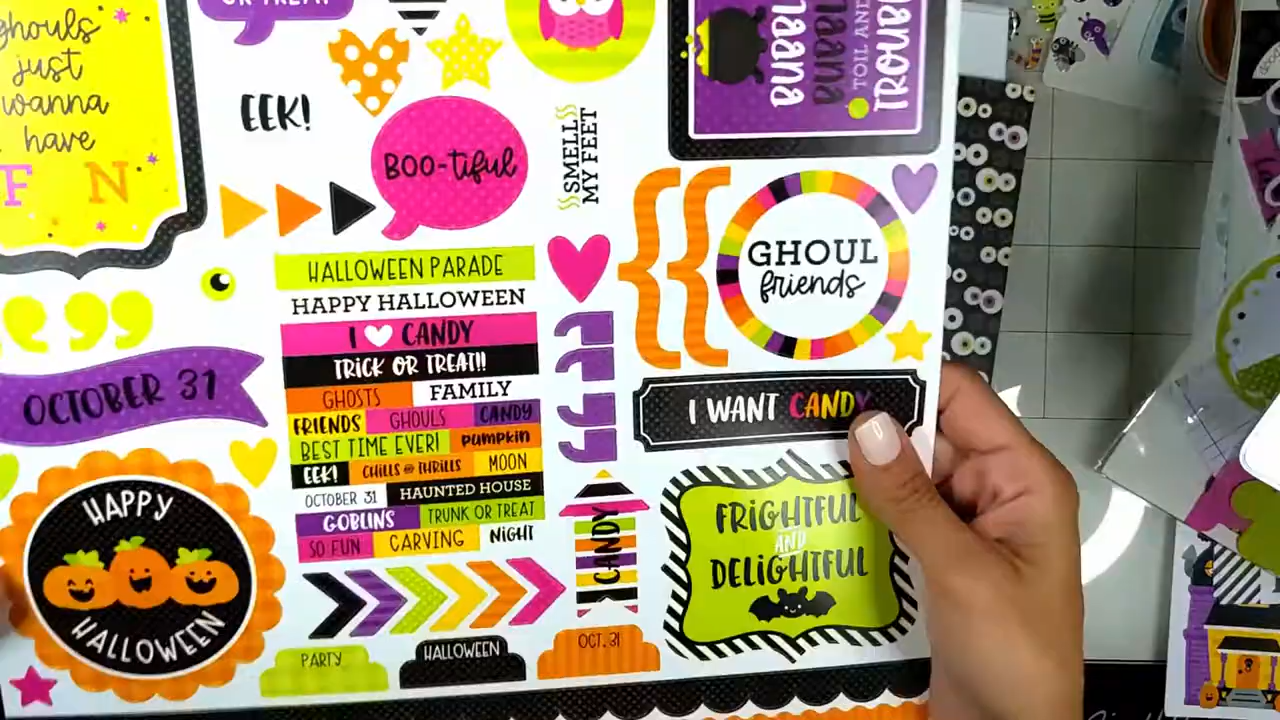 OR TREAT
ghouls
just
wanna
have
F N
EEK!
BOO-tiful
SMELL
MY FEET
TOIL AND
HALLOWEEN PARADE
HAPPY HALLOWEEN
I CANDY
TRICK OR TREAT!!
GHOSTS
FAMILY
FRIENDS
GHOULS
CANDY
BEST TIME EVER!
PUMPKIN
EEK!
CHILLS AND THRILLS
MOON
OCTOBER 31
HAUNTED HOUSE
GOBLINS
TRUNK OR TREAT
SO FUN
CARVING
NIGHT
GHOUL
friends
OCTOBER 31
I WANT CANDY
HAPPY
HALLOWEEN
CANDY
FRIGHTFUL
AND
DELIGHTFUL
PARTY
HALLOWEEN
OCT. 31